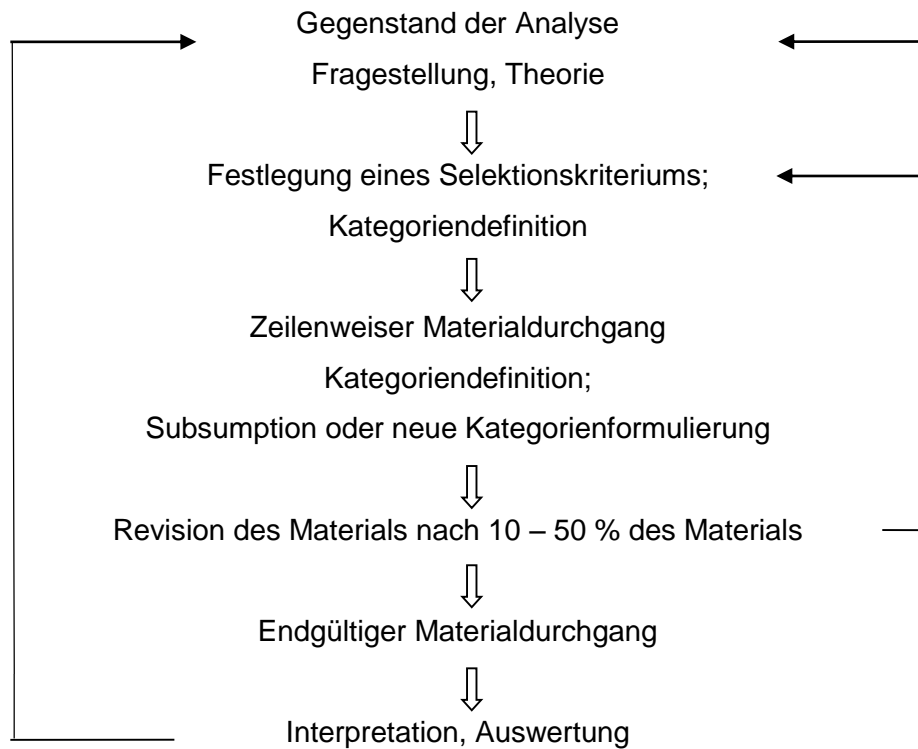 Gegenstand der Analyse
Fragestellung, Theorie
Festlegung eines Selektionskriteriums;
Kategoriendefinition
Zeilenweiser Materialdurchgang
Kategoriendefinition;
Subsumption oder neue Kategorienformulierung
Revision des Materials nach 10 – 50 % des Materials
Endgültiger Materialdurchgang
Interpretation, Auswertung